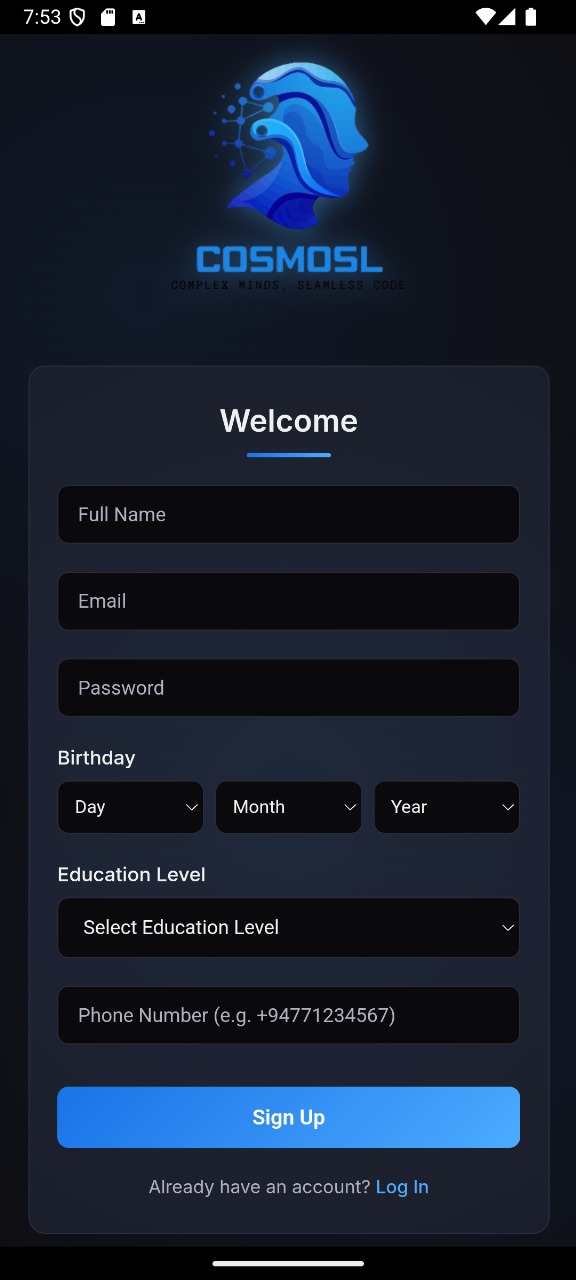 7:53
COSMOSL
COMPLEX MINDS, SEAMLESS CODE
Welcome
Full Name
Email
Password
Birthday
Day Month Year
Education Level
Select Education Level
Phone Number (e.g. +94771234567)
Sign Up
Already have an account? Log In